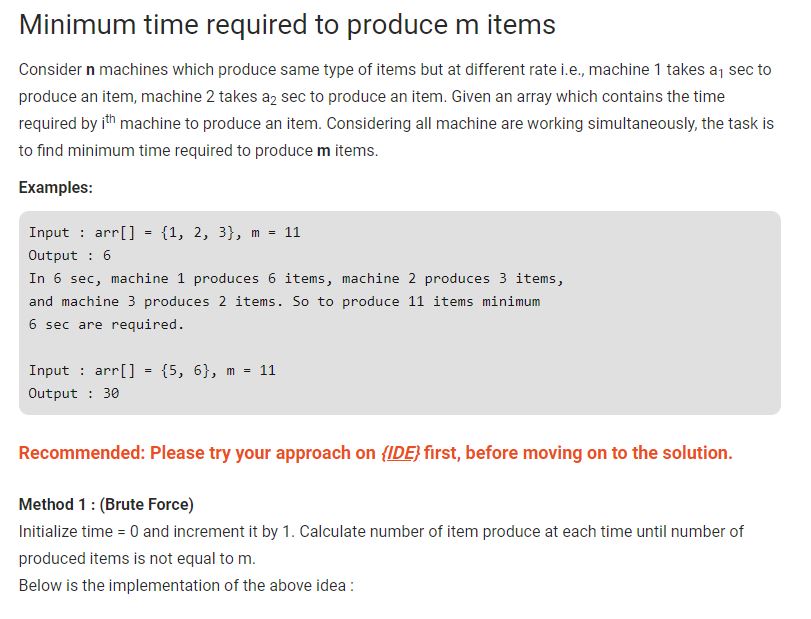 Minimum time required to produce m items
Consider n machines which produce same type of items but at different rate i.e., machine 1 takes a₁ sec to
produce an item, machine 2 takes a₂ sec to produce an item. Given an array which contains the time
required by iᵗʰ machine to produce an item. Considering all machine are working simultaneously, the task is
to find minimum time required to produce m items.
Examples:
Input : arr[] = {1, 2, 3}, m = 11
Output : 6
In 6 sec, machine 1 produces 6 items, machine 2 produces 3 items,
and machine 3 produces 2 items. So to produce 11 items minimum
6 sec are required.
Input : arr[] = {5, 6}, m = 11
Output : 30
Recommended: Please try your approach on {IDE} first, before moving on to the solution.
Method 1 : (Brute Force)
Initialize time = 0 and increment it by 1. Calculate number of item produce at each time until number of
produced items is not equal to m.
Below is the implementation of the above idea :